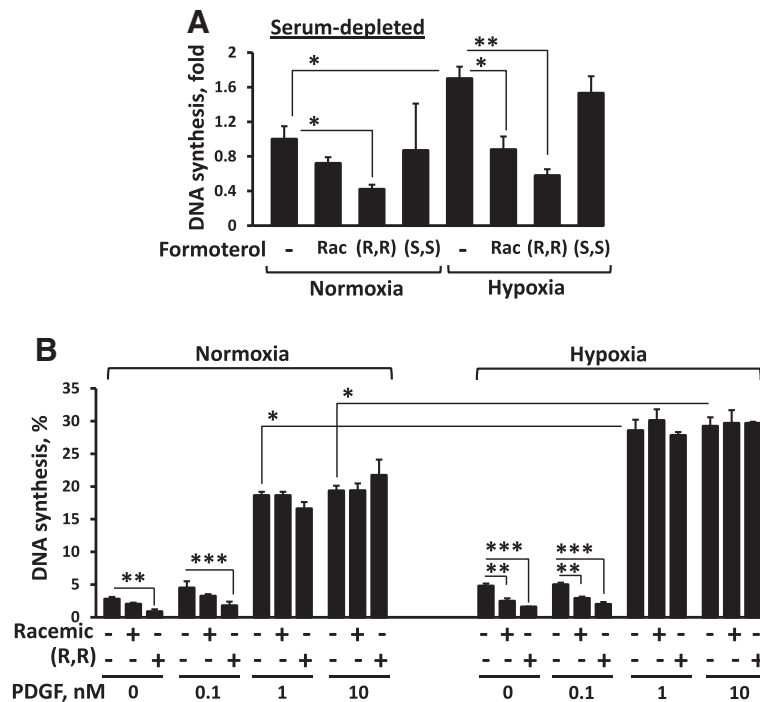 A
Serum-depleted
DNA synthesis, fold
2
1.6
1.2
0.8
0.4
0
*
*
**
*
Formoterol - Rac (R,R) (S,S) - Rac (R,R) (S,S)
Normoxia Hypoxia
B
Normoxia Hypoxia
DNA synthesis, %
35
30
25
20
15
10
5
0
*
*
**
***
***
**
***
**
Racemic - + - - + - - + - - + - - + - - + - - + - - + -
(R,R) - - + - - + - - + - - + - - + - - + - - + - - +
PDGF, nM 0 0.1 1 10 0 0.1 1 10